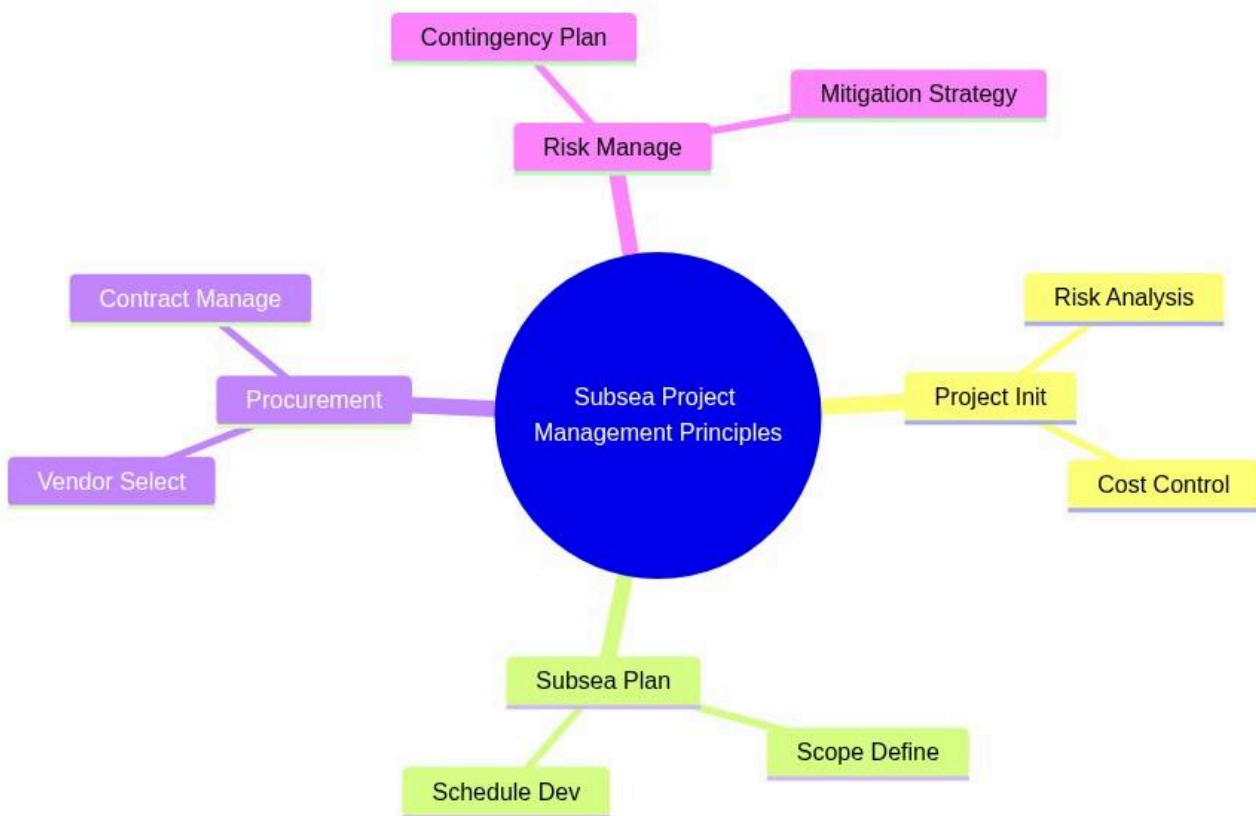 Contingency Plan
Mitigation Strategy
Risk Manage
Contract Manage
Risk Analysis
Procurement
Subsea Project
Management Principles
Project Init
Vendor Select
Cost Control
Subsea Plan
Scope Define
Schedule Dev